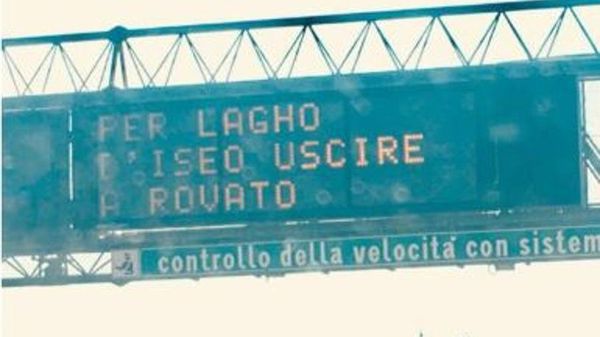 PER LAGHO
D'ISEO USCIRE
A ROVATO
controllo della velocità con sistem